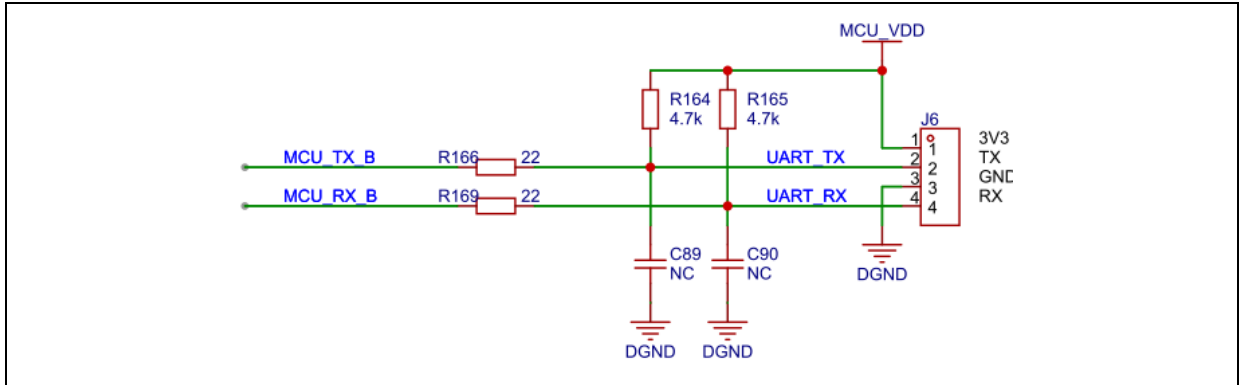 MCU_VDD
R164
4.7k
R165
4.7k
J6
MCU_TX_B
R166
22
UART_TX
MCU_RX_B
R169
22
UART_RX
1
2
3
4
1
2
3
4
3V3
TX
GND
RX
C89
NC
C90
NC
DGND
DGND
DGND